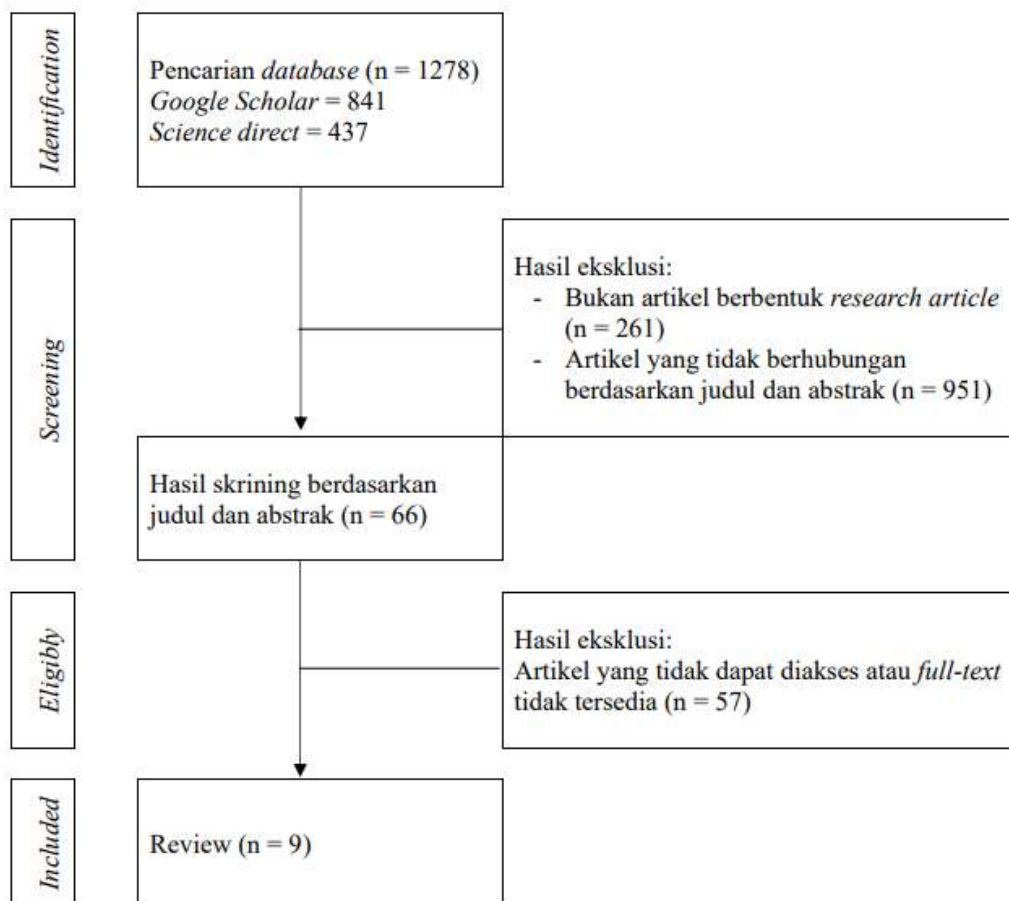 Identification
Pencarian database (n = 1278)
Google Scholar = 841
Science direct = 437
Screening
Hasil eksklusi:
- Bukan artikel berbentuk research article
(n = 261)
- Artikel yang tidak berhubungan
berdasarkan judul dan abstrak (n = 951)
Hasil skrining berdasarkan
judul dan abstrak (n = 66)
Eligibly
Hasil eksklusi:
Artikel yang tidak dapat diakses atau full-text
tidak tersedia (n = 57)
Included
Review (n = 9)